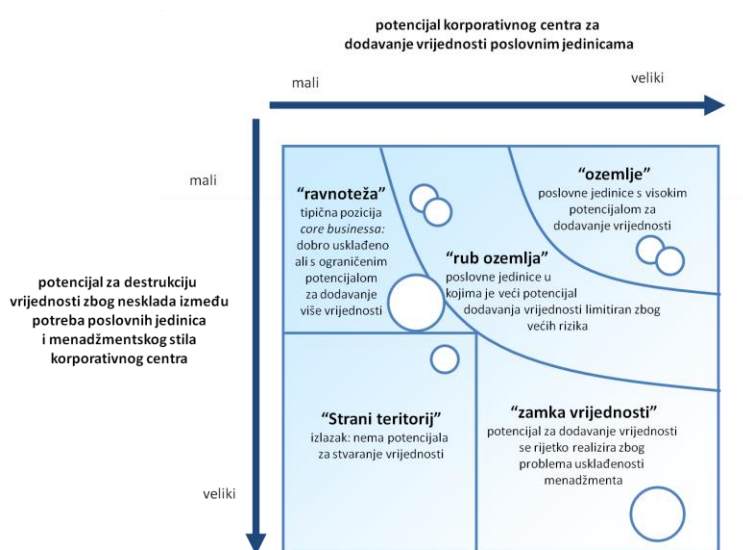 potencijal korporativnog centra za
dodavanje vrijednosti poslovnim jedinicama
mali
veliki
mali
potencijal za destrukciju
vrijednosti zbog nesklada između
potreba poslovnih jedinica
i menadžmentskog stila
korporativnog centra
veliki
“ravnoteža”
tipična pozicija
core businessa:
dobro usklađeno
ali s ograničenim
potencijalom
za dodavanje
više vrijednosti
“rub ozemlja”
poslovne jedinice u
kojima je veći potencijal
dodavanja vrijednosti limitiran zbog
većih rizika
“ozemlje”
poslovne jedinice s visokim
potencijalom za
dodavanje vrijednosti
“Strani teritorij”
izlazak: nema potencijala
za stvaranje vrijednosti
“zamka vrijednosti”
potencijal za dodavanje vrijednosti
se rijetko realizira zbog
problema usklađenosti
menadžmenta